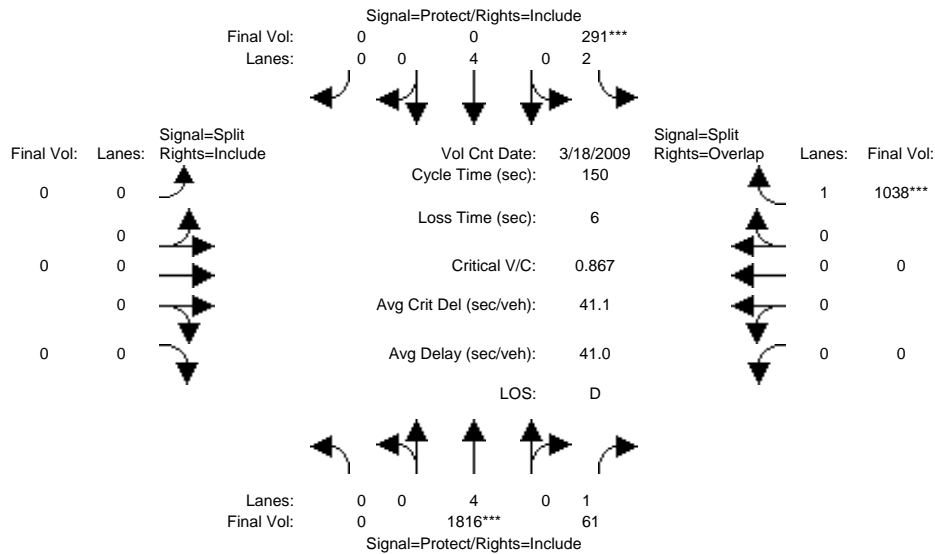 Signal=Protect/Rights=Include
Final Vol: 0 0 291***
Lanes: 0 0 4 0 2
Signal=Split
Final Vol: Lanes: Rights=Include
Vol Cnt Date: 3/18/2009
Signal=Split
Rights=Overlap Lanes: Final Vol:
Cycle Time (sec): 150
0 0
1 1038***
Loss Time (sec): 6
0
0
0 0
Critical V/C: 0.867
0 0
0
Avg Crit Del (sec/veh): 41.1
0
0 0
Avg Delay (sec/veh): 41.0
0 0
LOS: D
Lanes: 0 0 4 0 1
Final Vol: 0 1816*** 61
Signal=Protect/Rights=Include